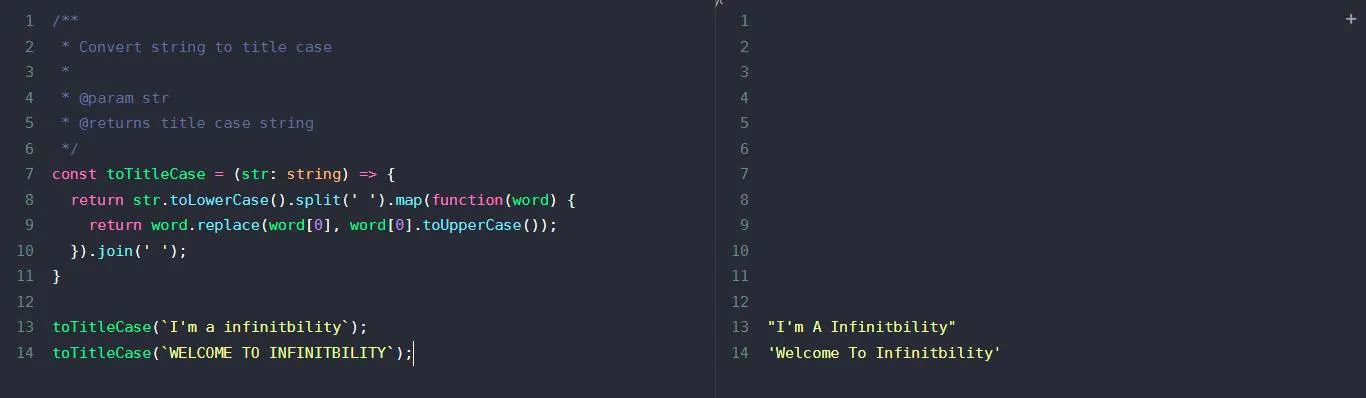 1 /**
2  * Convert string to title case
3  *
4  * @param str
5  * @returns title case string
6  */
7 const toTitleCase = (str: string) => {
8   return str.toLowerCase().split(' ').map(function(word) {
9     return word.replace(word[0], word[0].toUpperCase());
10   }).join(' ');
11 }
12
13 toTitleCase(`I'm a infinitbility`);
14 toTitleCase(`WELCOME TO INFINITBILITY`);
1 +
2
3
4
5
6
7
8
9
10
11
12
13 "I'm A Infinitbility"
14 'Welcome To Infinitbility'